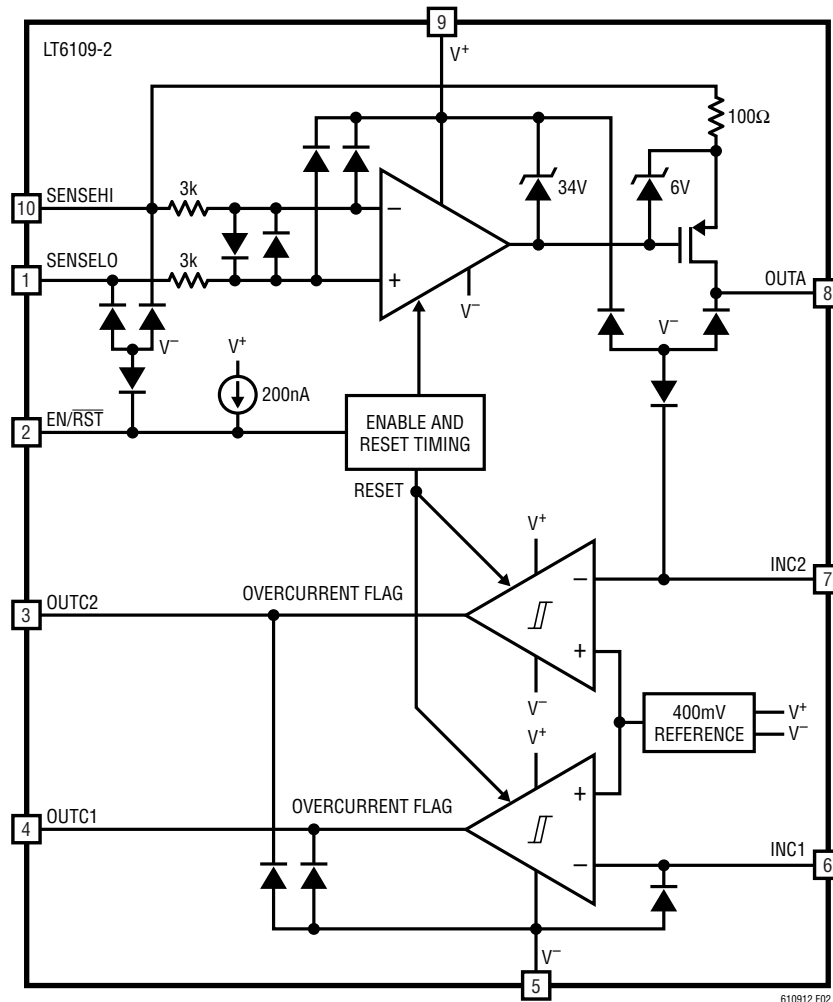 LT6109-2
9
V+
100Ω
34V
6V
3k
10 SENSEHI
−
3k
1 SENSELO
+
V−
OUTA
8
V−
V−
V+
200nA
2 EN/R̅S̅T̅
ENABLE AND
RESET TIMING
RESET
V+
−
INC2
7
OVERCURRENT FLAG
3 OUTC2
+
V−
400mV
REFERENCE
V+
V−
V+
+
OVERCURRENT FLAG
4 OUTC1
−
INC1
6
V−
5
610912 F02